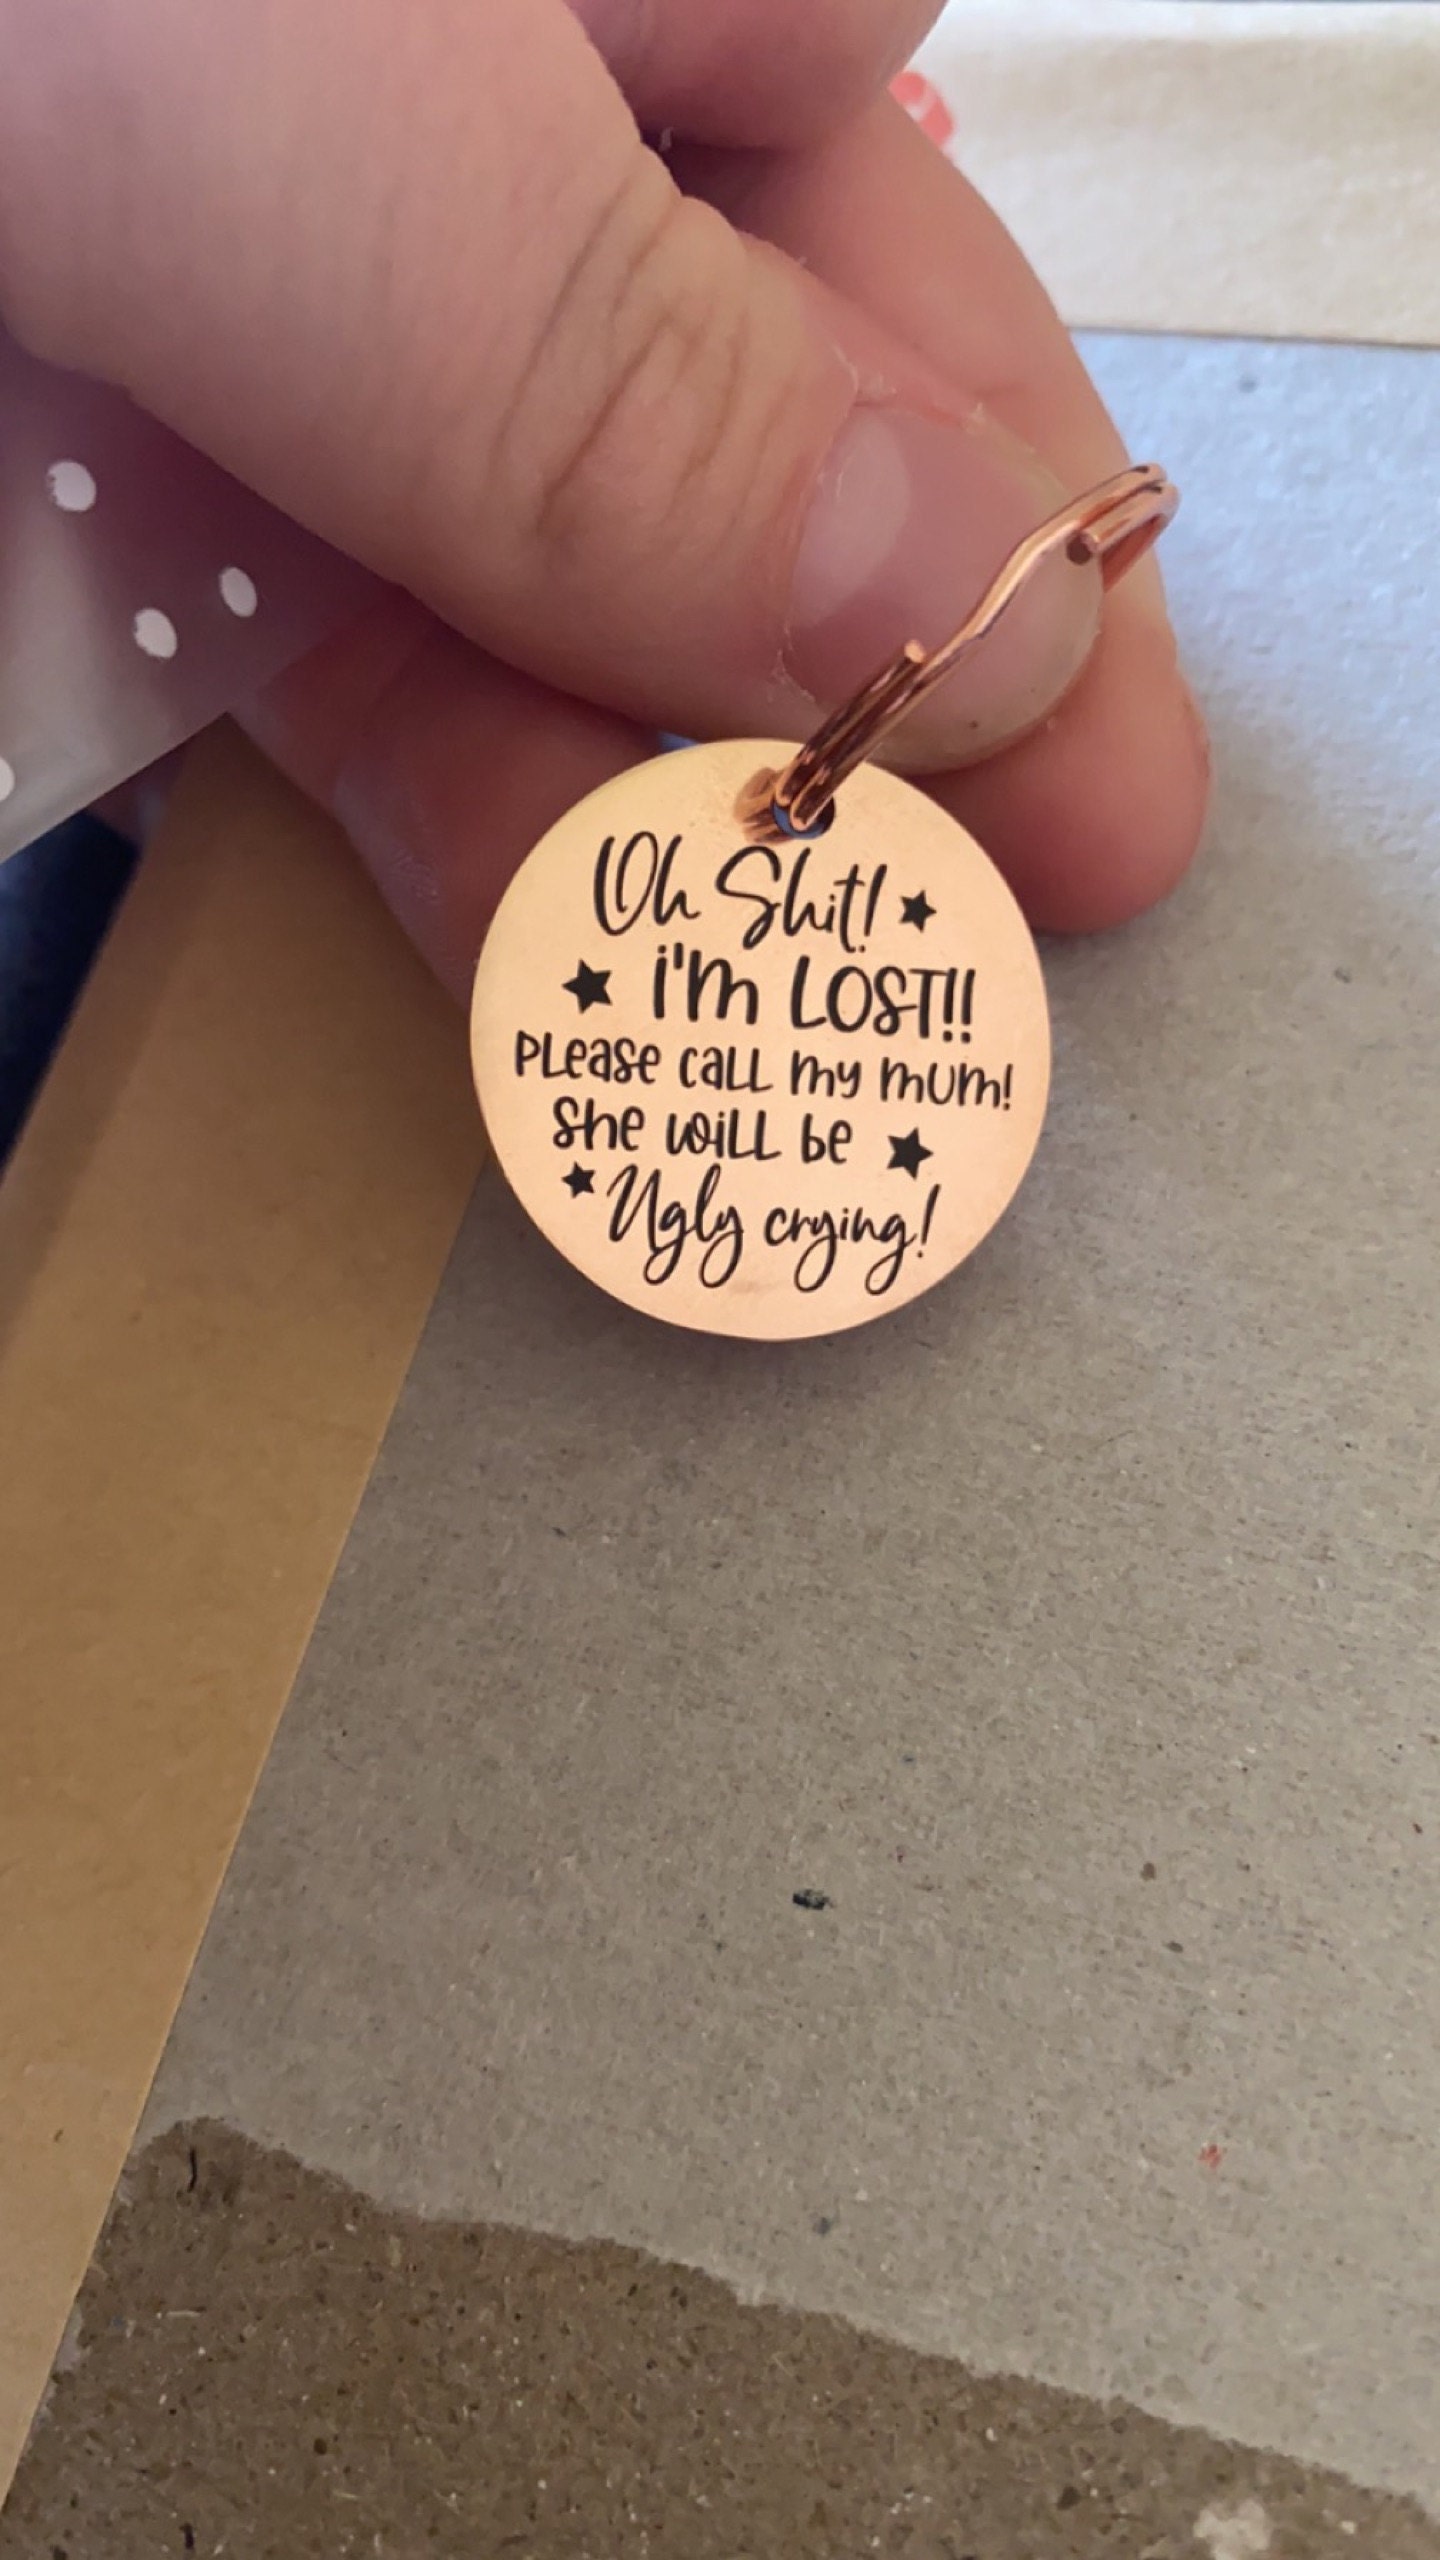 Oh Shit!
i'm LOST!!
PLease caLL my mum!
She wiLL be
Ugly crying!